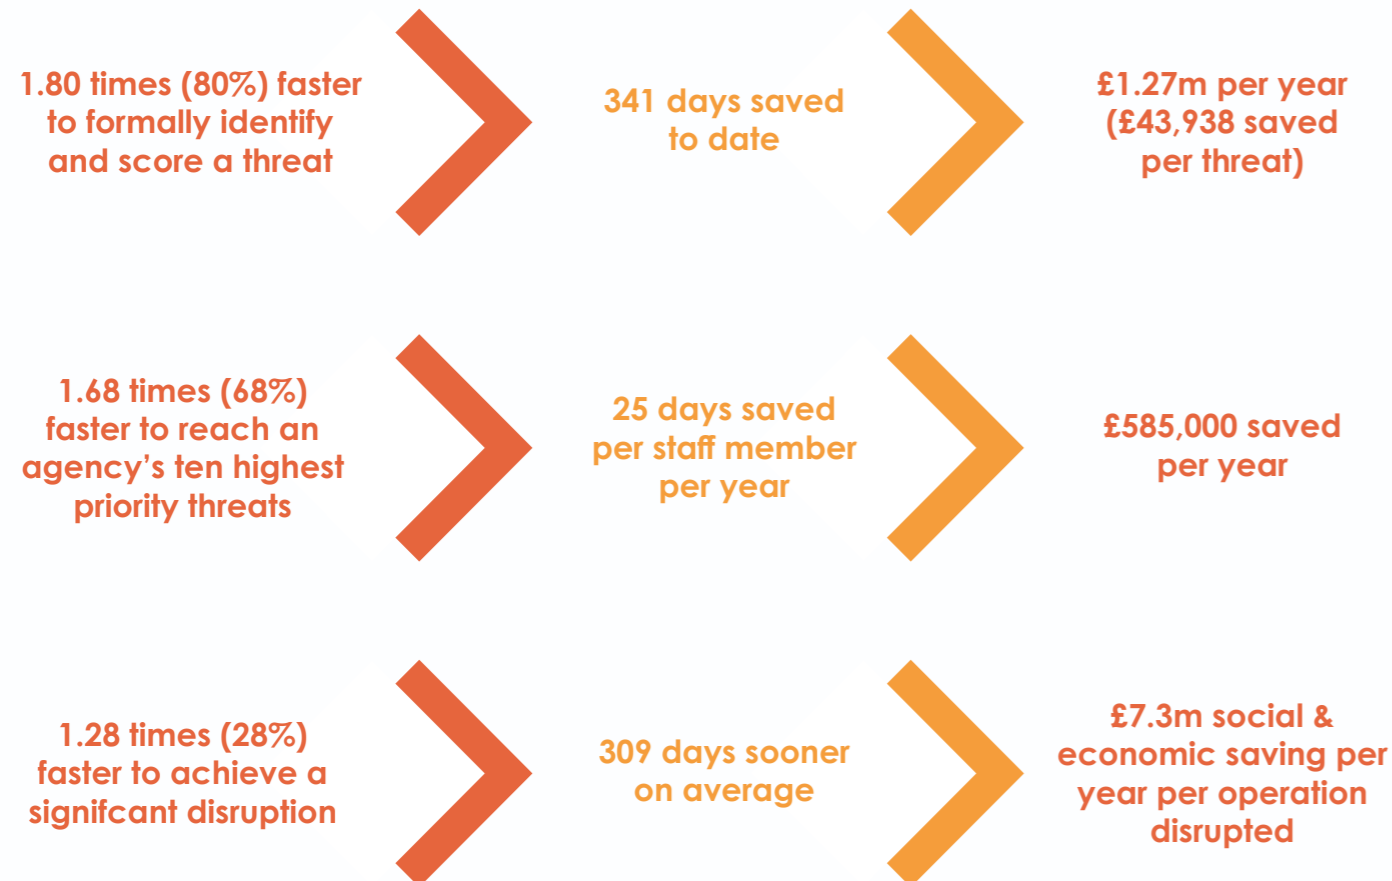 1.80 times (80%) faster
to formally identify
and score a threat
341 days saved
to date
£1.27m per year
(£43,938 saved
per threat)
1.68 times (68%)
faster to reach an
agency's ten highest
priority threats
25 days saved
per staff member
per year
£585,000 saved
per year
1.28 times (28%)
faster to achieve a
signifcant disruption
309 days sooner
on average
£7.3m social &
economic saving per
year per operation
disrupted